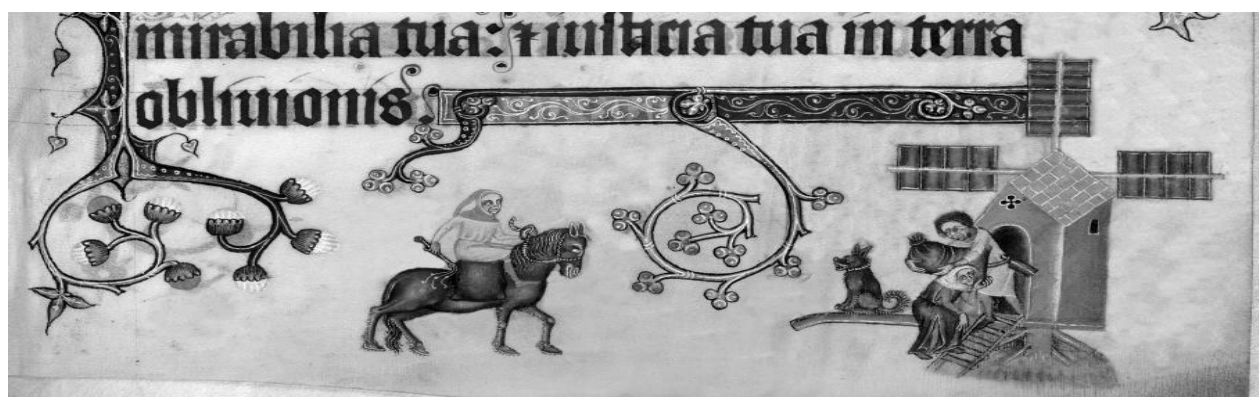 mirabilia tua: ⁊ iusticia tua in terra
obliuionis.